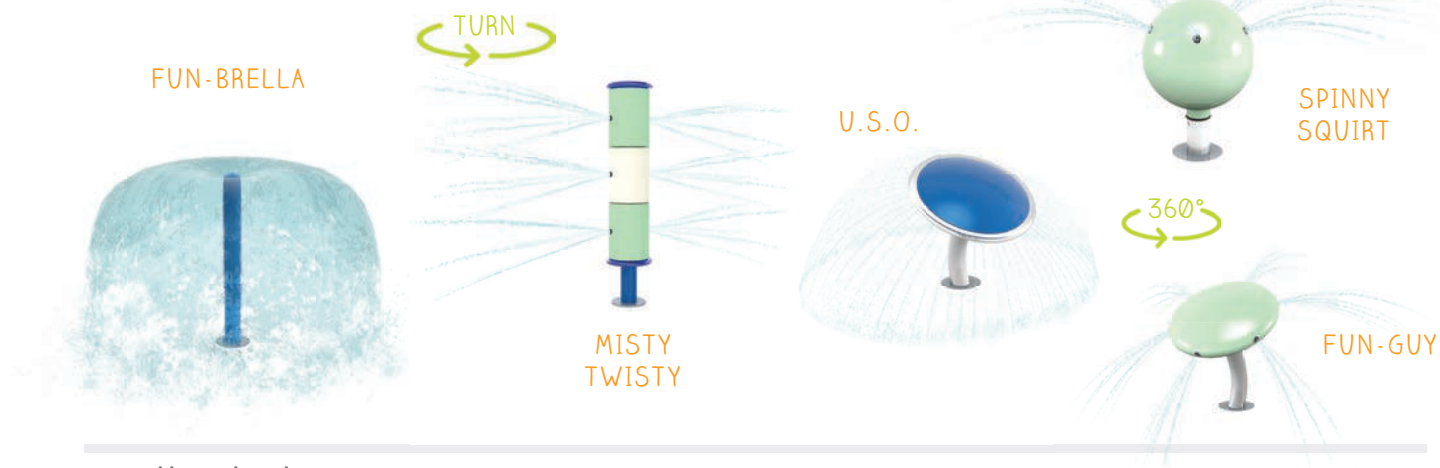 TURN
FUN-BRELLA
U.S.O.
SPINNY
SQUIRT
360°
MISTY
TWISTY
FUN-GUY